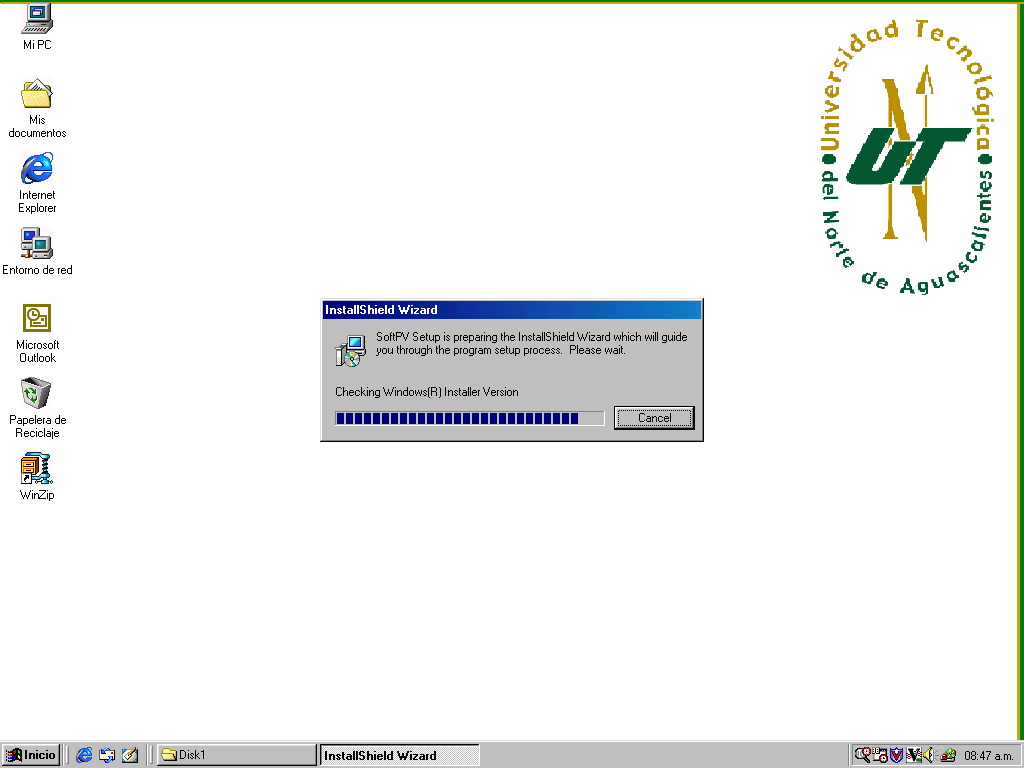 Mi PC
Mis
documentos
Internet
Explorer
Entorno de red
Microsoft
Outlook
Papelera de
Reciclaje
WinZip
Universidad Tecnológica
del Norte de Aguascalientes
UT
N
InstallShield Wizard
SoftPV Setup is preparing the InstallShield Wizard which will guide
you through the program setup process.  Please wait.
Checking Windows(R) Installer Version
Cancel
Inicio
Disk1
InstallShield Wizard
08:47 a.m.